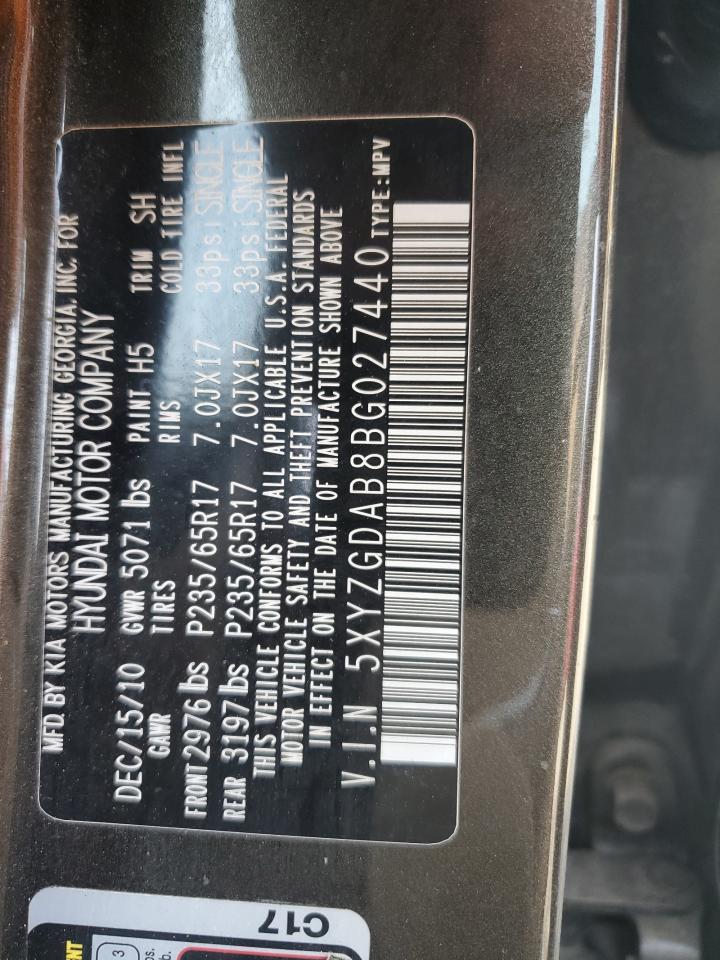 MFD. BY KIA MOTORS MANUFACTURING GEORGIA, INC. FOR
HYUNDAI MOTOR COMPANY
DEC/15/10 GVWR 5071 lbs PAINT H5 TRIM SH
GAWR TIRES RIMS COLD TIRE INFL
FRONT 2976 lbs P235/65R17 7.0JX17 33psi SINGLE
REAR 3197 lbs P235/65R17 7.0JX17 33psi SINGLE
THIS VEHICLE CONFORMS TO ALL APPLICABLE U.S.A. FEDERAL
MOTOR VEHICLE SAFETY AND THEFT PREVENTION STANDARDS
IN EFFECT ON THE DATE OF MANUFACTURE SHOWN ABOVE
V.I.N 5XYZGDAB8BG027440 TYPE:MPV
C17
3